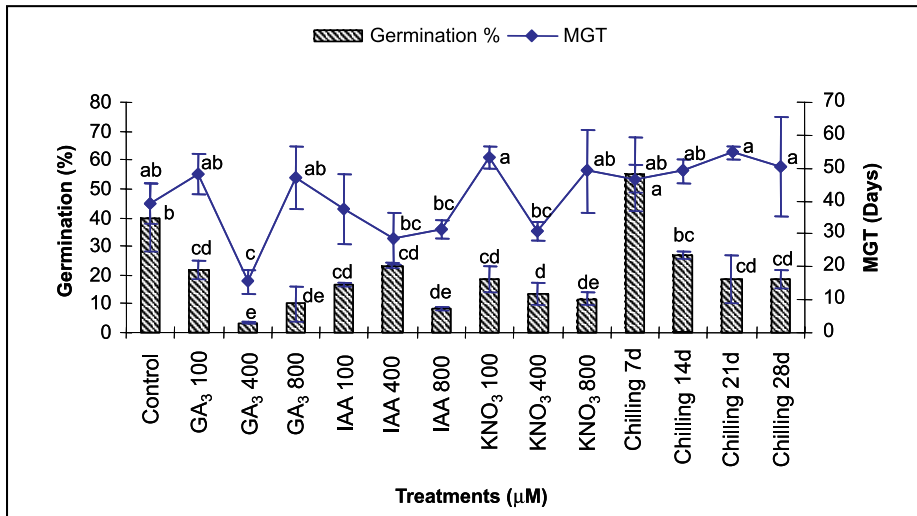 Germination % MGT
Germination (%)
80
70
60
50
40
30
20
10
0
MGT (Days)
70
60
50
40
30
20
10
0
ab ab c ab bc bc a bc ab ab ab a a
b cd e de cd cd de cd d de a bc cd cd
Control
GA₃ 100
GA₃ 400
GA₃ 800
IAA 100
IAA 400
IAA 800
KNO₃ 100
KNO₃ 400
KNO₃ 800
Chilling 7d
Chilling 14d
Chilling 21d
Chilling 28d
Treatments (μM)